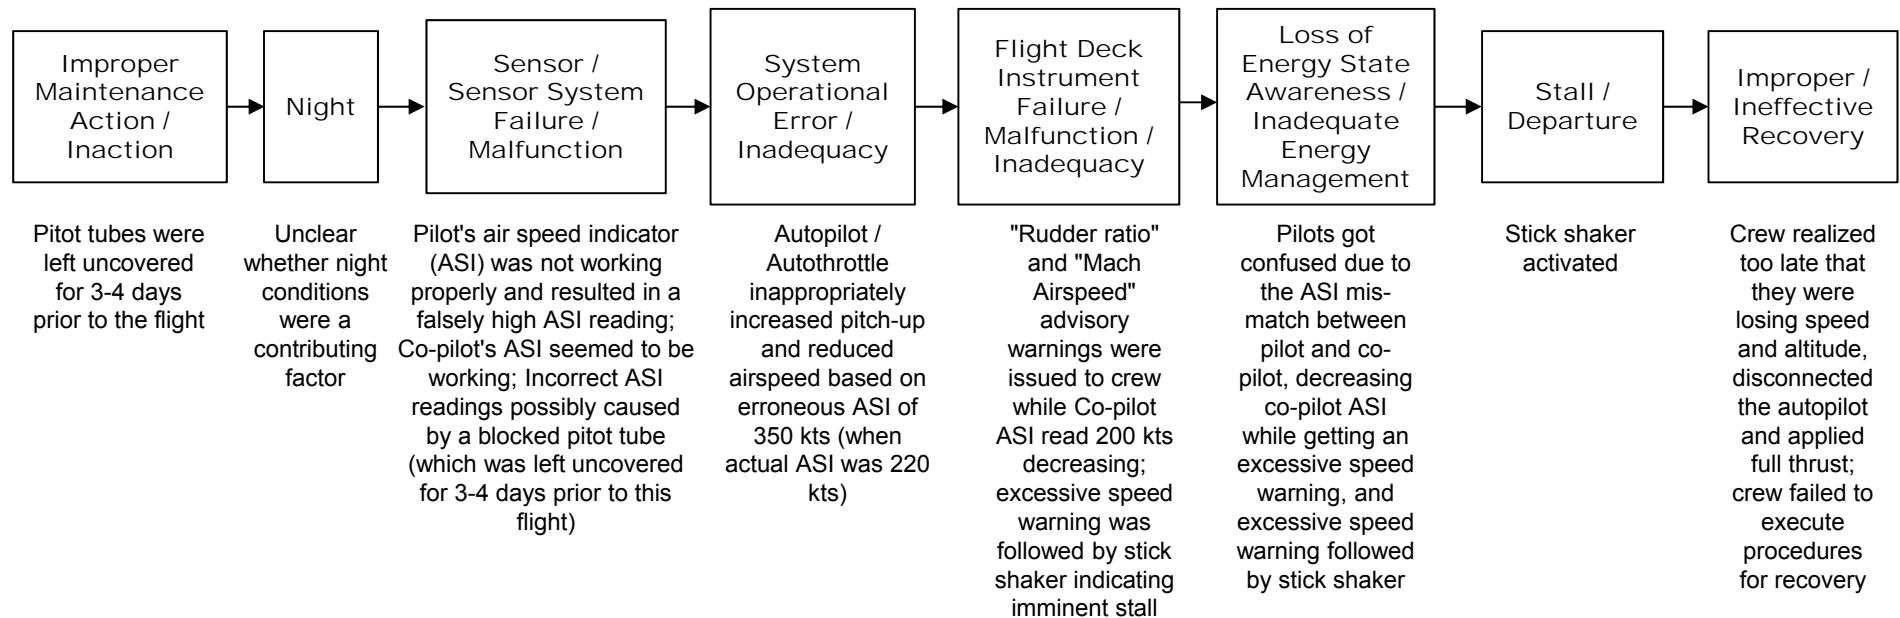 Improper
Maintenance
Action /
Inaction
Night
Sensor /
Sensor System
Failure /
Malfunction
System
Operational
Error /
Inadequacy
Flight Deck
Instrument
Failure /
Malfunction /
Inadequacy
Loss of
Energy State
Awareness /
Inadequate
Energy
Management
Stall /
Departure
Improper /
Ineffective
Recovery
Pitot tubes were
left uncovered
for 3-4 days
prior to the flight
Unclear
whether night
conditions
were a
contributing
factor
Pilot's air speed indicator
(ASI) was not working
properly and resulted in a
falsely high ASI reading;
Co-pilot's ASI seemed to be
working; Incorrect ASI
readings possibly caused
by a blocked pitot tube
(which was left uncovered
for 3-4 days prior to this
flight)
Autopilot /
Autothrottle
inappropriately
increased pitch-up
and reduced
airspeed based on
erroneous ASI of
350 kts (when
actual ASI was 220
kts)
"Rudder ratio"
and "Mach
Airspeed"
advisory
warnings were
issued to crew
while Co-pilot
ASI read 200 kts
decreasing;
excessive speed
warning was
followed by stick
shaker indicating
imminent stall
Pilots got
confused due to
the ASI mis-
match between
pilot and co-
pilot, decreasing
co-pilot ASI
while getting an
excessive speed
warning, and
excessive speed
warning followed
by stick shaker
Stick shaker
activated
Crew realized
too late that
they were
losing speed
and altitude,
disconnected
the autopilot
and applied
full thrust;
crew failed to
execute
procedures
for recovery